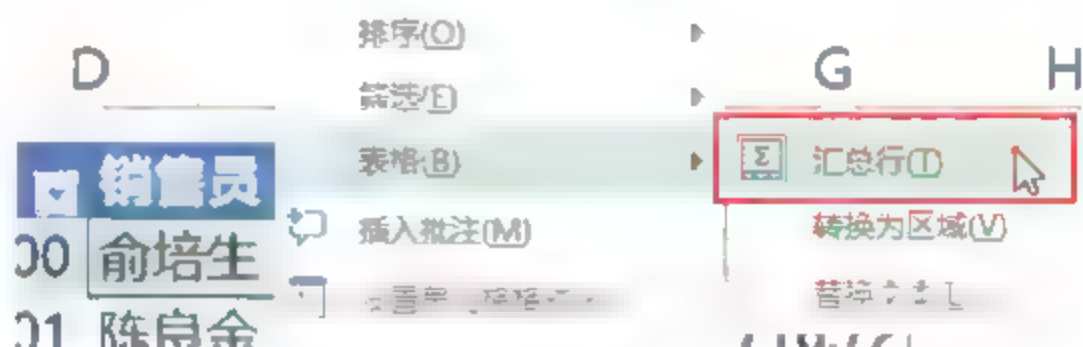 D
排序(O)
G
H
筛选(E)
销售员
表格(B)
汇总行(T)
00 俞培生
插入批注(M)
转换为区域(V)
01 陈良金